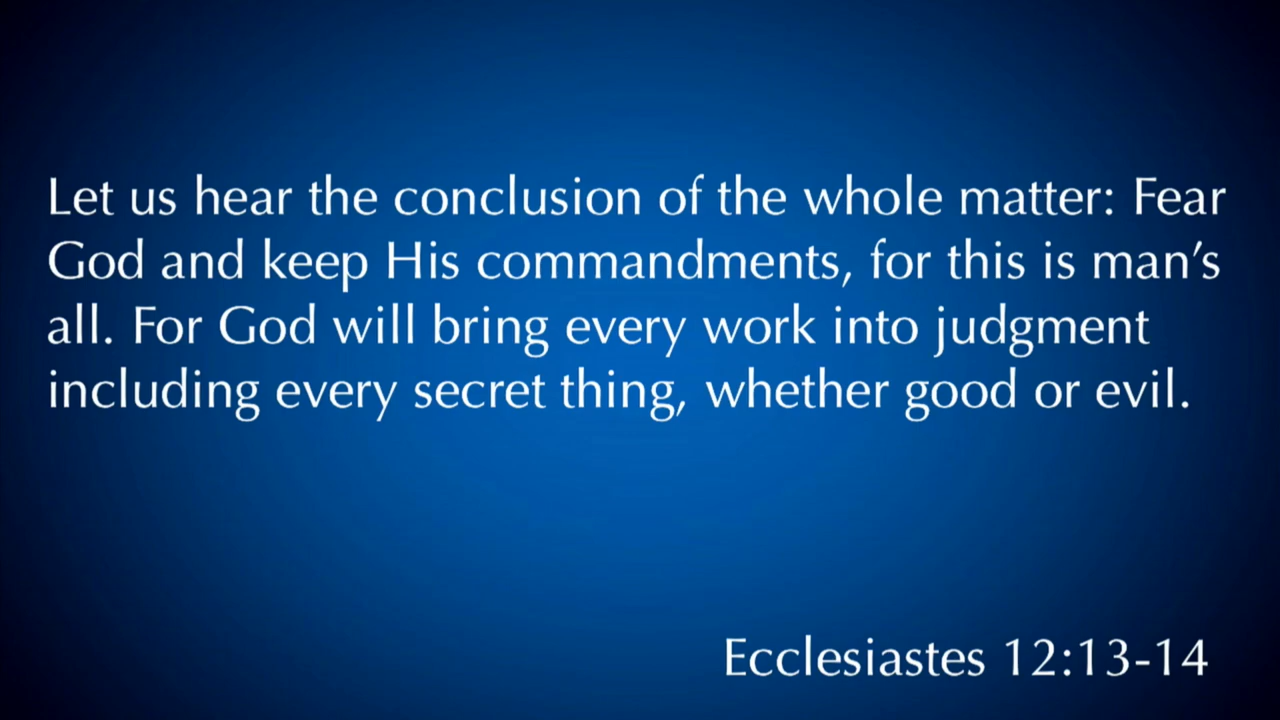 Let us hear the conclusion of the whole matter: Fear
God and keep His commandments, for this is man’s
all. For God will bring every work into judgment
including every secret thing, whether good or evil.
Ecclesiastes 12:13-14